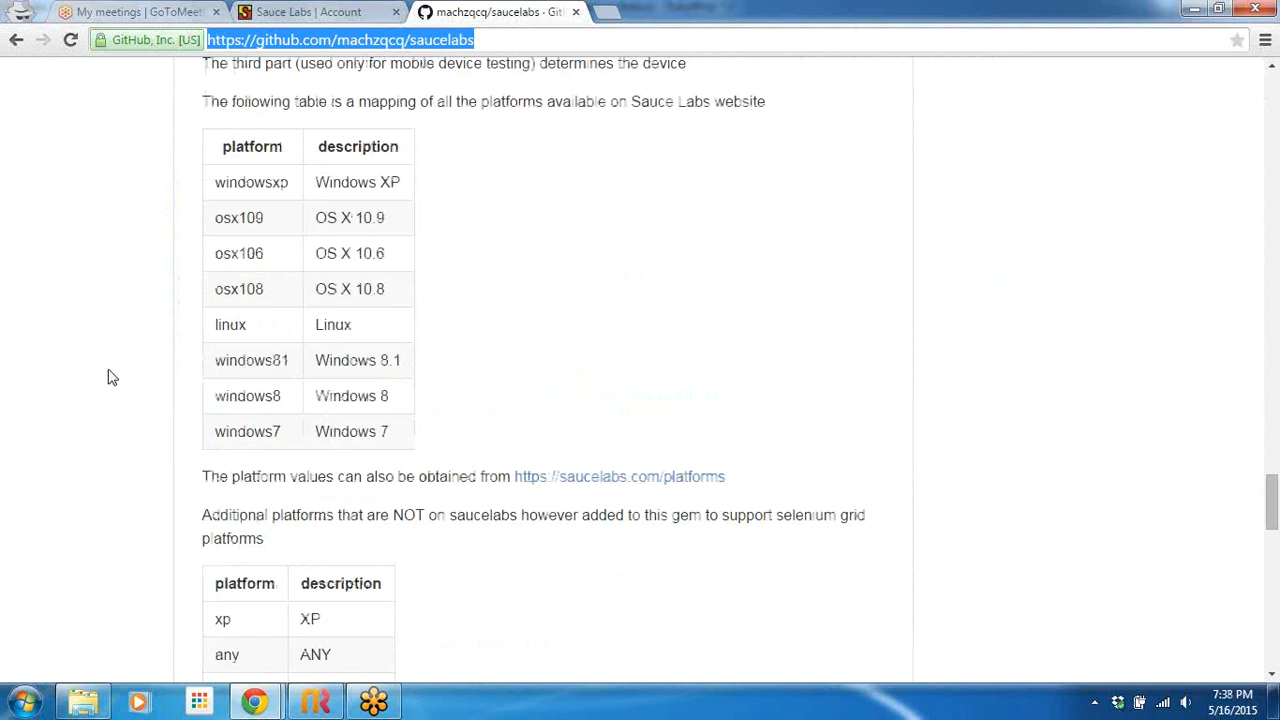 My meetings | GoToMeeti
Sauce Labs | Account
machzqcq/saucelabs · Git
GitHub, Inc. [US]
https://github.com/machzqcq/saucelabs
The third part (used only for mobile device testing) determines the device
The following table is a mapping of all the platforms available on Sauce Labs website
platform description
windowsxp Windows XP
osx109 OS X 10.9
osx106 OS X 10.6
osx108 OS X 10.8
linux Linux
windows81 Windows 8.1
windows8 Windows 8
windows7 Windows 7
The platform values can also be obtained from https://saucelabs.com/platforms
Additional platforms that are NOT on saucelabs however added to this gem to support selenium grid
platforms
platform description
xp XP
any ANY
7:38 PM
5/16/2015